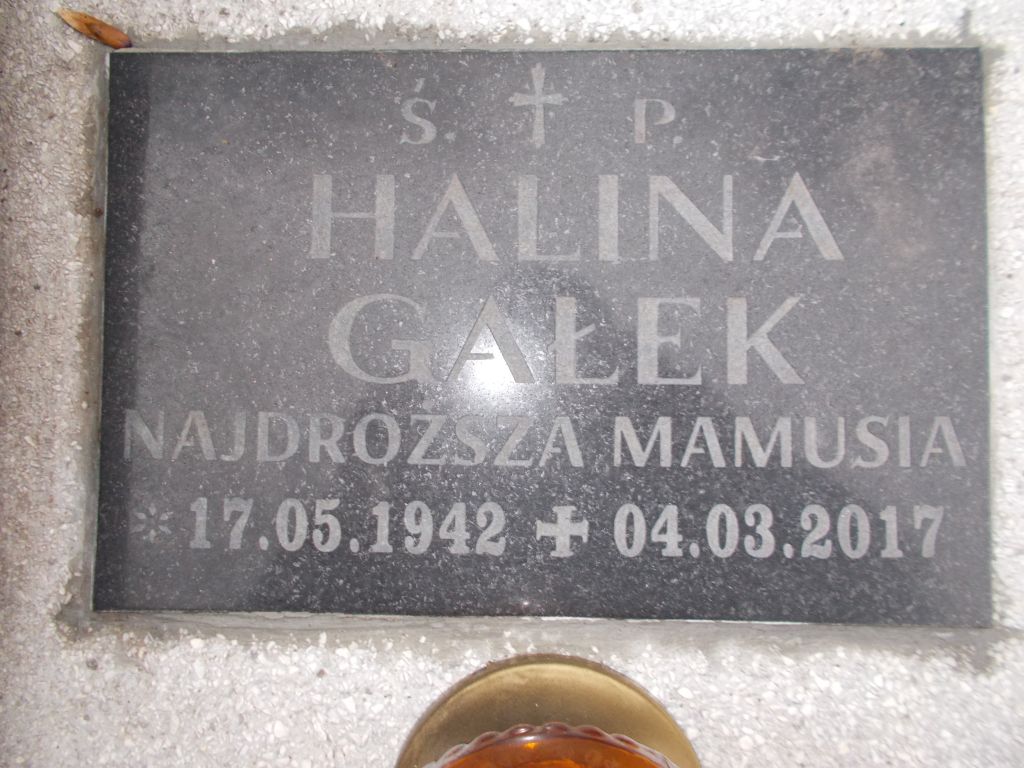 Ś. † P.
HALINA
GAŁEK
NAJDROŻSZA MAMUSIA
* 17.05.1942 ✚ 04.03.2017